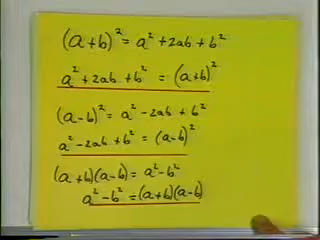 (a+b)² = a² + 2ab + b²
a² + 2ab + b² = (a+b)²
(a-b)² = a² - 2ab + b²
a² - 2ab + b² = (a-b)²
(a+b)(a-b) = a² - b²
a² - b² = (a+b)(a-b)